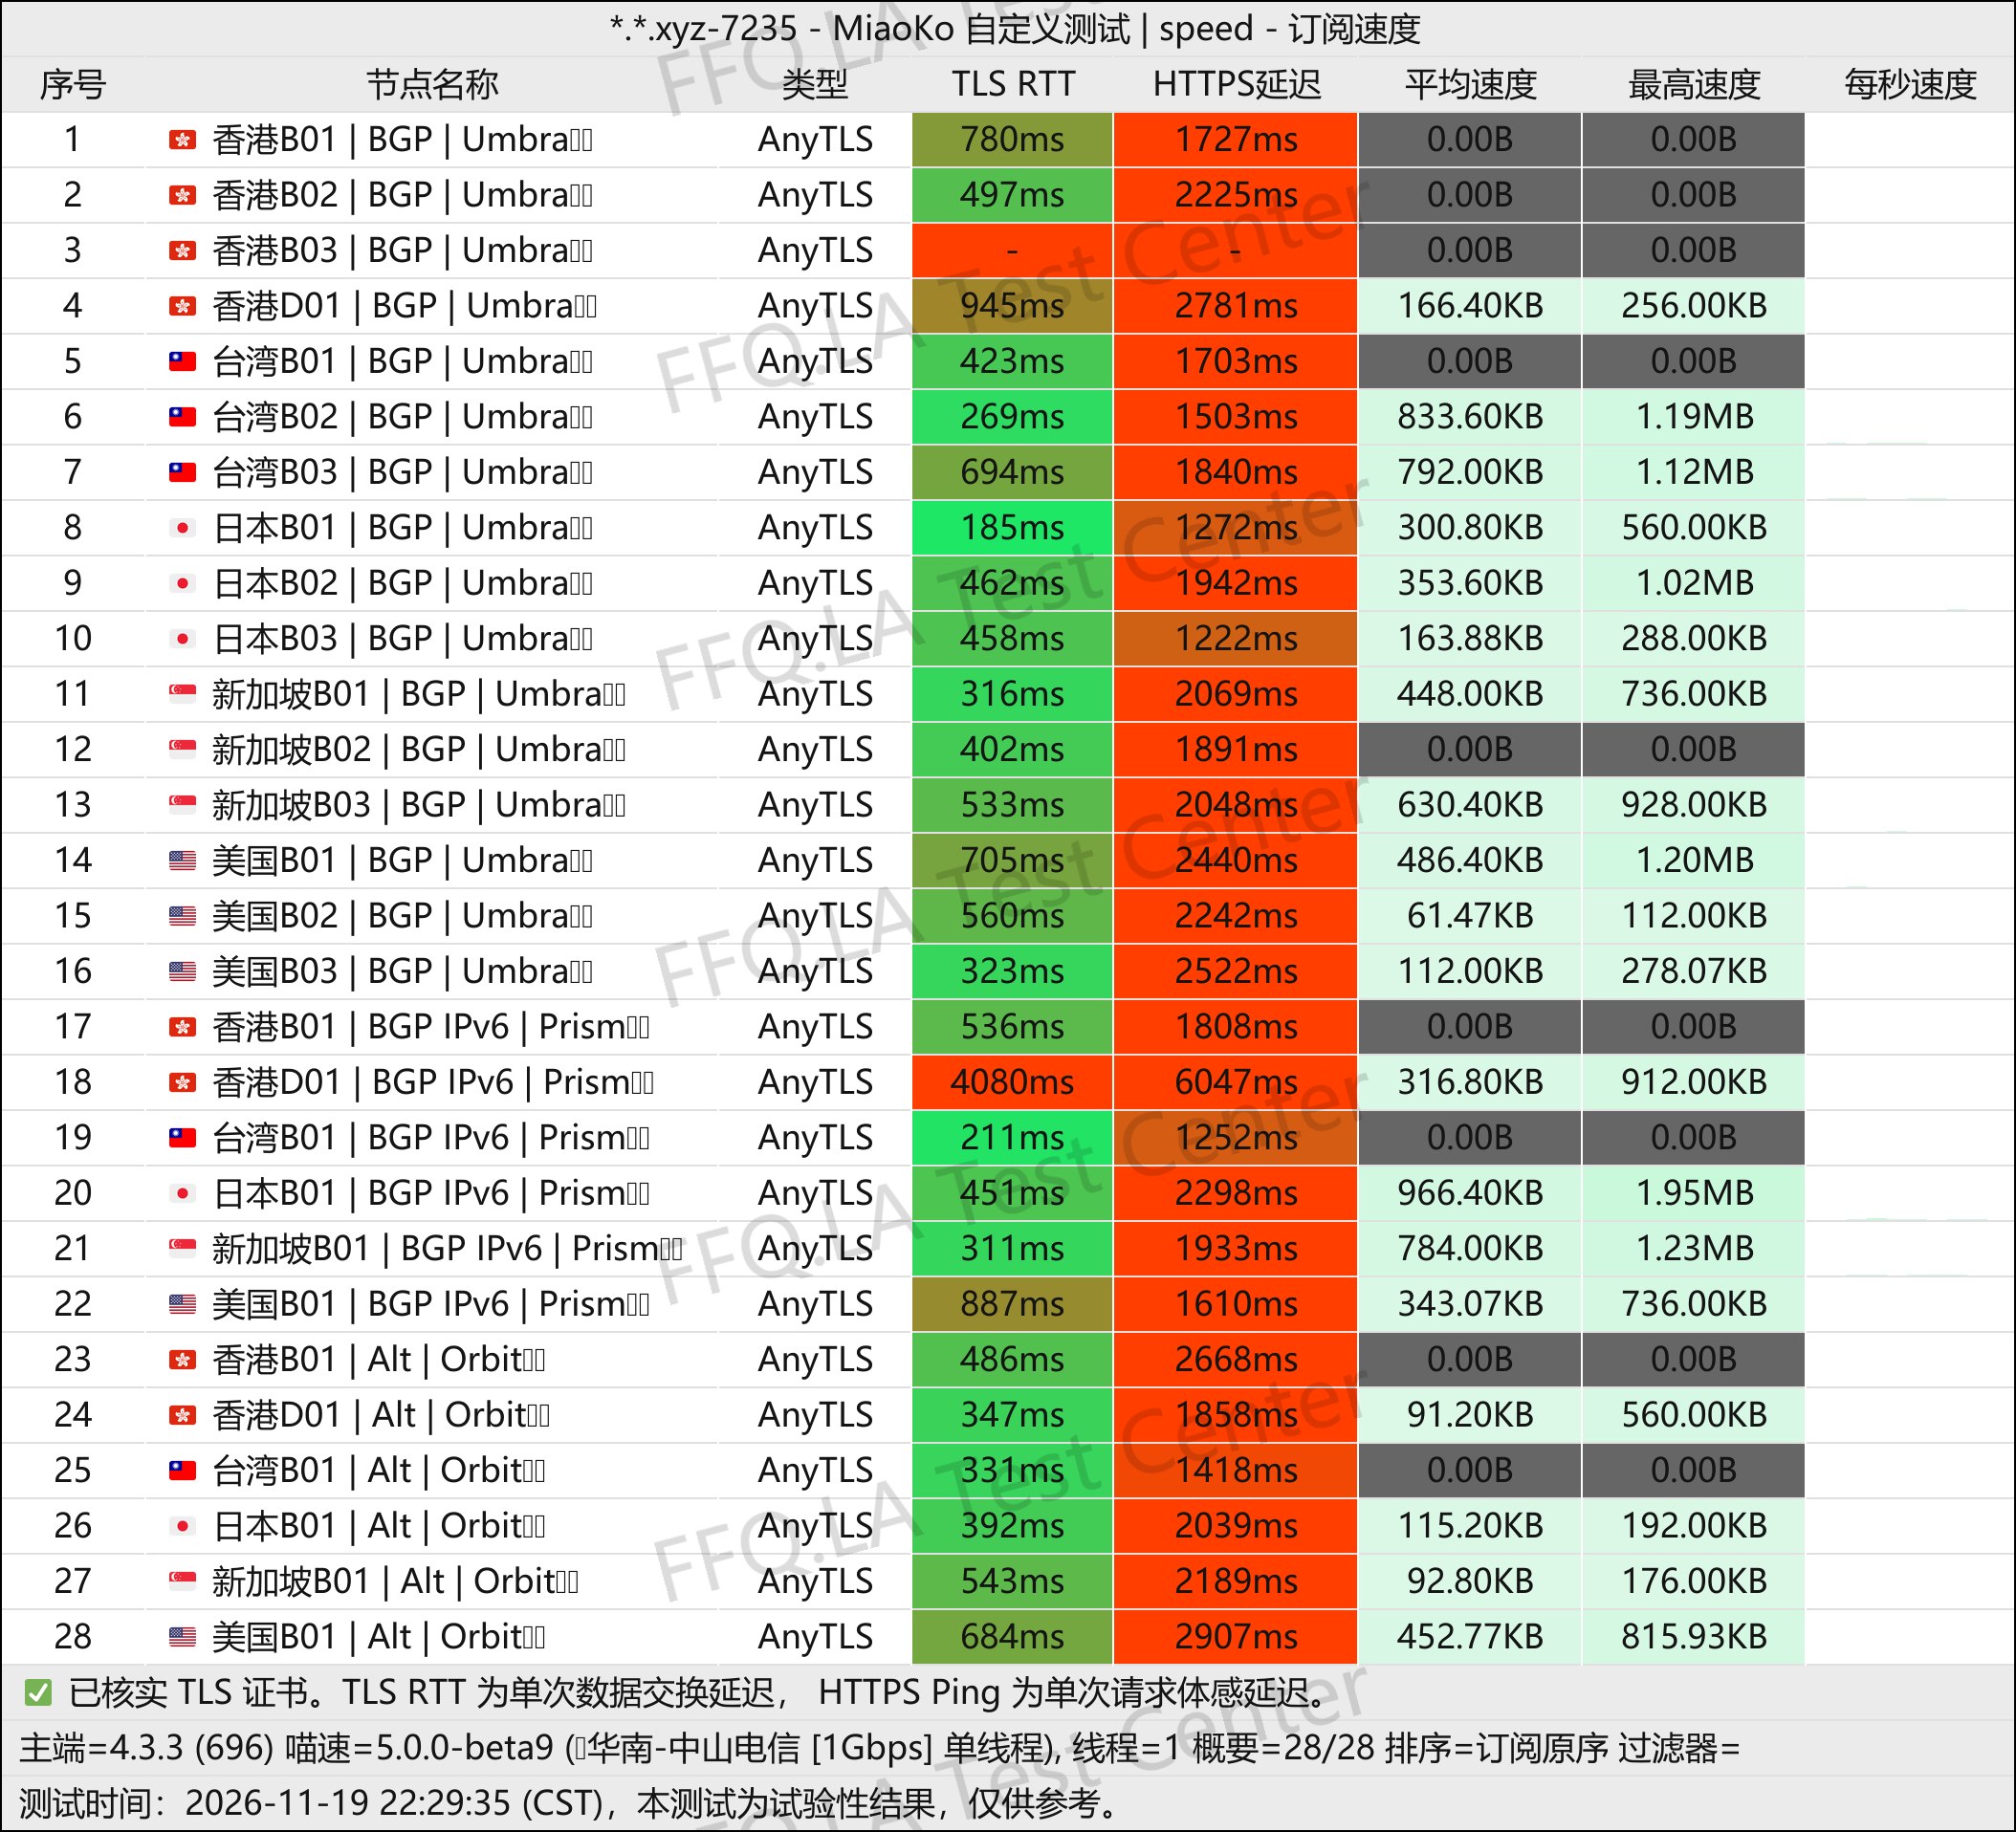 *.*.xyz-7235 - MiaoKo 自定义测试 | speed - 订阅速度
序号 节点名称 类型 TLS RTT HTTPS延迟 平均速度 最高速度 每秒速度
1 香港B01 | BGP | Umbra AnyTLS 780ms 1727ms 0.00B 0.00B
2 香港B02 | BGP | Umbra AnyTLS 497ms 2225ms 0.00B 0.00B
3 香港B03 | BGP | Umbra AnyTLS - - 0.00B 0.00B
4 香港D01 | BGP | Umbra AnyTLS 945ms 2781ms 166.40KB 256.00KB
5 台湾B01 | BGP | Umbra AnyTLS 423ms 1703ms 0.00B 0.00B
6 台湾B02 | BGP | Umbra AnyTLS 269ms 1503ms 833.60KB 1.19MB
7 台湾B03 | BGP | Umbra AnyTLS 694ms 1840ms 792.00KB 1.12MB
8 日本B01 | BGP | Umbra AnyTLS 185ms 1272ms 300.80KB 560.00KB
9 日本B02 | BGP | Umbra AnyTLS 462ms 1942ms 353.60KB 1.02MB
10 日本B03 | BGP | Umbra AnyTLS 458ms 1222ms 163.88KB 288.00KB
11 新加坡B01 | BGP | Umbra AnyTLS 316ms 2069ms 448.00KB 736.00KB
12 新加坡B02 | BGP | Umbra AnyTLS 402ms 1891ms 0.00B 0.00B
13 新加坡B03 | BGP | Umbra AnyTLS 533ms 2048ms 630.40KB 928.00KB
14 美国B01 | BGP | Umbra AnyTLS 705ms 2440ms 486.40KB 1.20MB
15 美国B02 | BGP | Umbra AnyTLS 560ms 2242ms 61.47KB 112.00KB
16 美国B03 | BGP | Umbra AnyTLS 323ms 2522ms 112.00KB 278.07KB
17 香港B01 | BGP IPv6 | Prism AnyTLS 536ms 1808ms 0.00B 0.00B
18 香港D01 | BGP IPv6 | Prism AnyTLS 4080ms 6047ms 316.80KB 912.00KB
19 台湾B01 | BGP IPv6 | Prism AnyTLS 211ms 1252ms 0.00B 0.00B
20 日本B01 | BGP IPv6 | Prism AnyTLS 451ms 2298ms 966.40KB 1.95MB
21 新加坡B01 | BGP IPv6 | Prism AnyTLS 311ms 1933ms 784.00KB 1.23MB
22 美国B01 | BGP IPv6 | Prism AnyTLS 887ms 1610ms 343.07KB 736.00KB
23 香港B01 | Alt | Orbit AnyTLS 486ms 2668ms 0.00B 0.00B
24 香港D01 | Alt | Orbit AnyTLS 347ms 1858ms 91.20KB 560.00KB
25 台湾B01 | Alt | Orbit AnyTLS 331ms 1418ms 0.00B 0.00B
26 日本B01 | Alt | Orbit AnyTLS 392ms 2039ms 115.20KB 192.00KB
27 新加坡B01 | Alt | Orbit AnyTLS 543ms 2189ms 92.80KB 176.00KB
28 美国B01 | Alt | Orbit AnyTLS 684ms 2907ms 452.77KB 815.93KB
✅ 已核实 TLS 证书。TLS RTT 为单次数据交换延迟， HTTPS Ping 为单次请求体感延迟。
主端=4.3.3 (696) 喵速=5.0.0-beta9 (华南-中山电信 [1Gbps] 单线程), 线程=1 概要=28/28 排序=订阅原序 过滤器=
测试时间：2026-11-19 22:29:35 (CST)，本测试为试验性结果，仅供参考。
FFQ.LA Test Center
FFQ.LA Test Center
FFQ.LA Test Center
FFQ.LA Test Center
FFQ.LA Test Center
FFQ.LA Test Center
FFQ.LA Test Center